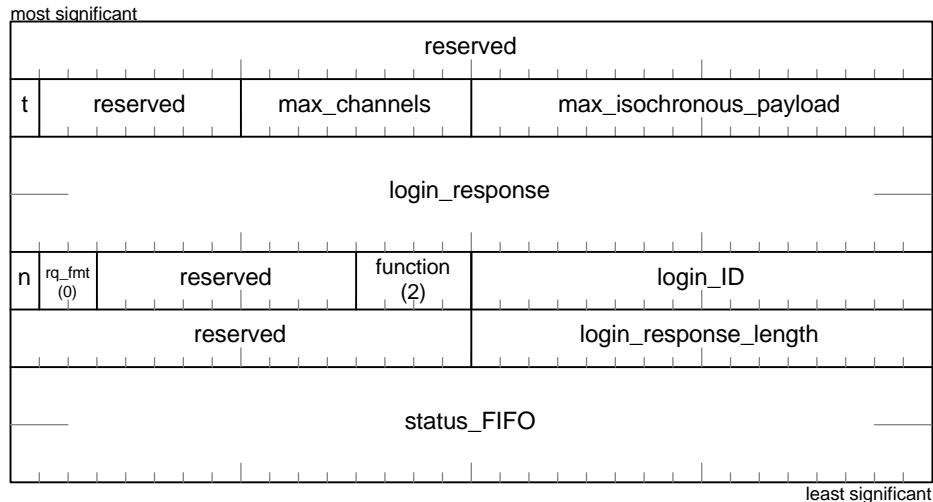 most significant
reserved
t reserved max_channels max_isochronous_payload
login_response
n rq_fmt (0) reserved function (2) login_ID
reserved login_response_length
status_FIFO
least significant